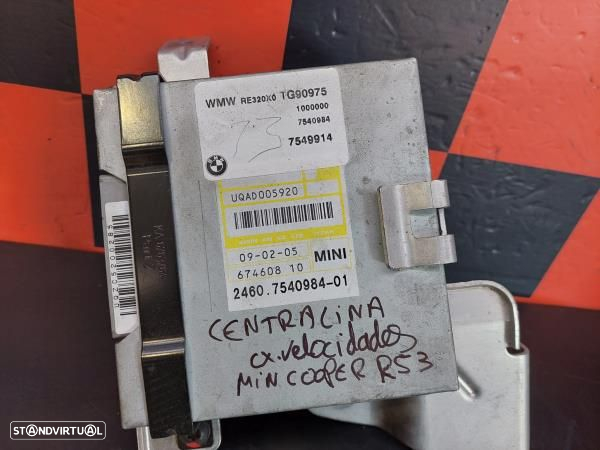 WMW RE320X0 TG90975
1000000
7540984
73
7549914
UQAD005920
09-02-05
674608 10
MINI
2460.7540984-01
CENTRALINA
cx.velocidades
MINI COOPER R53
STANDVIRTUAL